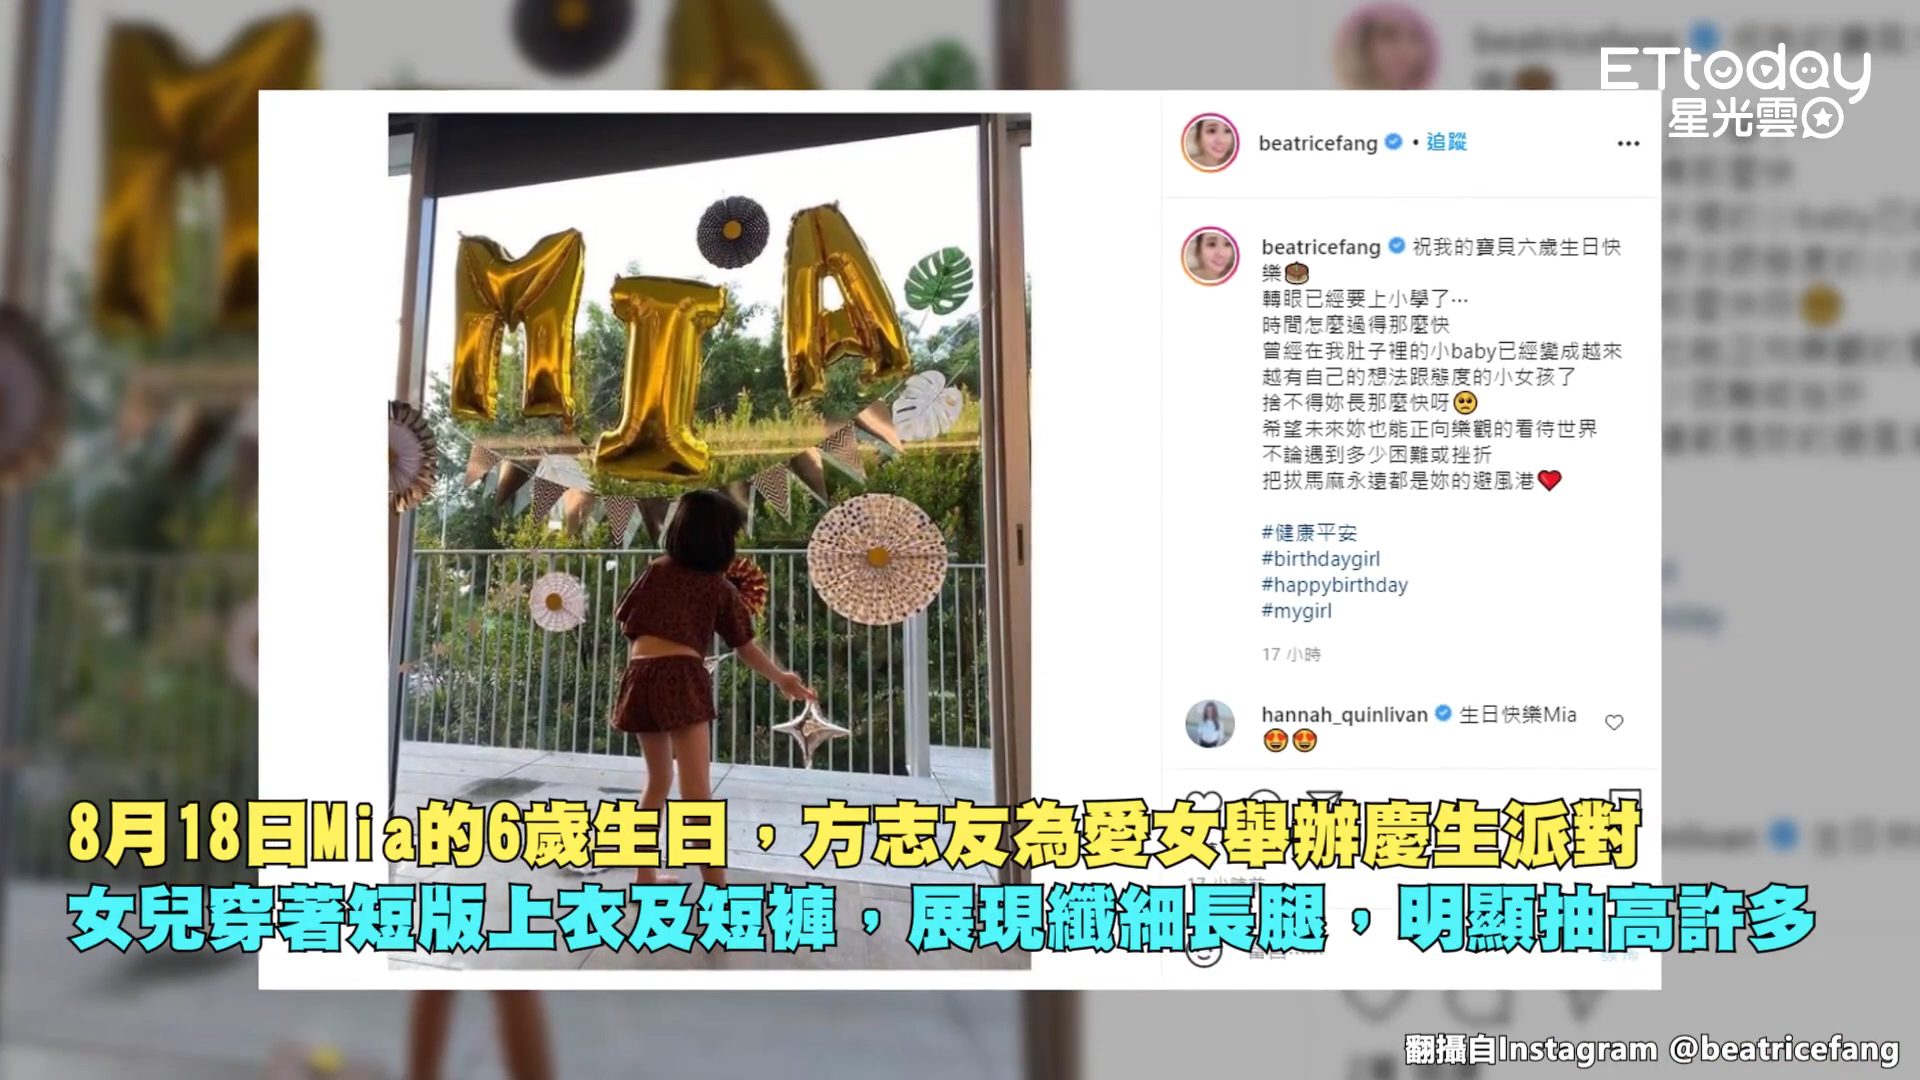 ETtoday
星光雲
MIA
beatricefang • 追蹤
beatricefang 祝我的寶貝六歲生日快
樂🎂
轉眼已經要上小學了⋯
時間怎麼過得那麼快
曾經在我肚子裡的小baby已經變成越來
越有自己的想法跟態度的小女孩了
捨不得妳長那麼快呀🥺
希望未來妳也能正向樂觀的看待世界
不論遇到多少困難或挫折
把拔馬麻永遠都是妳的避風港❤️
#健康平安
#birthdaygirl
#happybirthday
#mygirl
17 小時
hannah_quinlivan 生日快樂Mia
😍😍
8月18日Mia的6歲生日，方志友為愛女舉辦慶生派對
女兒穿著短版上衣及短褲，展現纖細長腿，明顯抽高許多
翻攝自Instagram @beatricefang